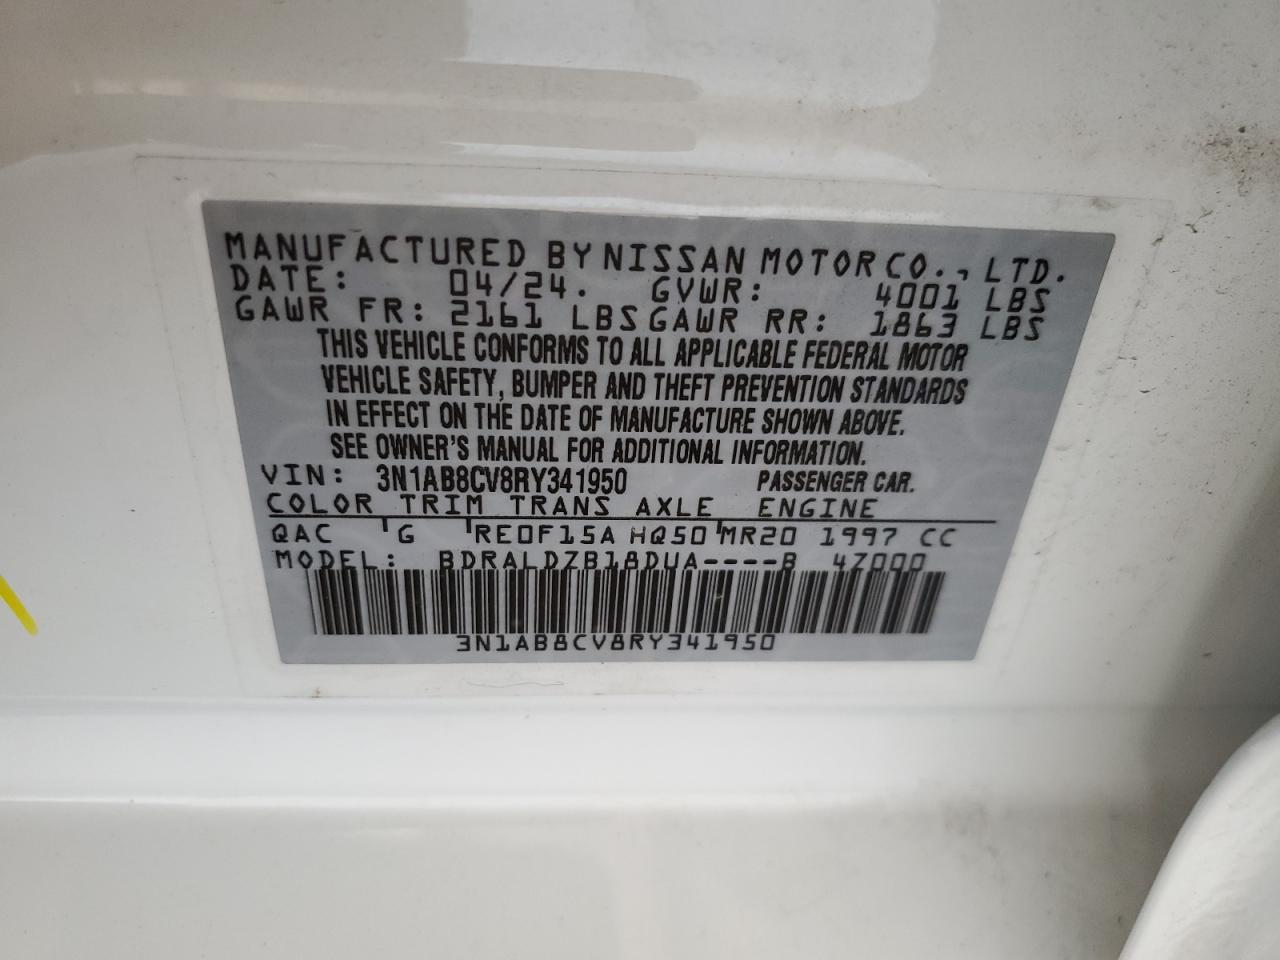 MANUFACTURED BY NISSAN MOTOR CO., LTD.
DATE: 04/24. GVWR: 4001 LBS
GAWR FR: 2161 LBS GAWR RR: 1863 LBS
THIS VEHICLE CONFORMS TO ALL APPLICABLE FEDERAL MOTOR
VEHICLE SAFETY, BUMPER AND THEFT PREVENTION STANDARDS
IN EFFECT ON THE DATE OF MANUFACTURE SHOWN ABOVE.
SEE OWNER'S MANUAL FOR ADDITIONAL INFORMATION.
VIN: 3N1AB8CV8RY341950 PASSENGER CAR.
COLOR TRIM TRANS AXLE ENGINE
QAC G RE0F15A HQ50 MR20 1997 CC
MODEL: BDRALDZB18DUA----B 4Z000
3N1AB8CV8RY341950